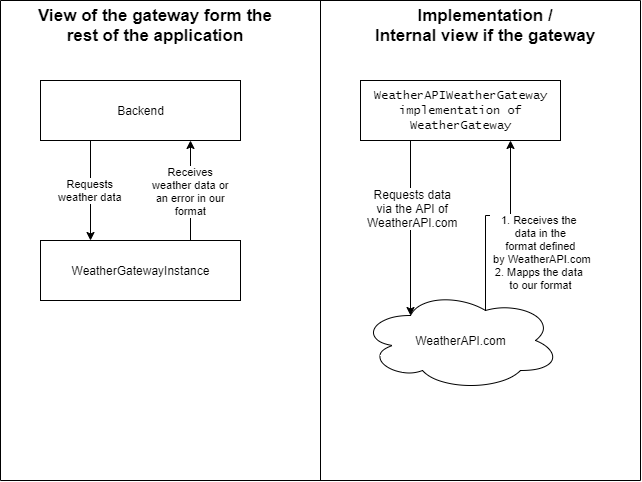 View of the gateway form the
rest of the application
Backend
Requests
weather data
Receives
weather data or
an error in our
format
WeatherGatewayInstance
Implementation /
Internal view if the gateway
WeatherAPIWeatherGateway
implementation of
WeatherGateway
Requests data
via the API of
WeatherAPI.com
1. Receives the
data in the
format defined
by WeatherAPI.com
2. Mapps the data
to our format
WeatherAPI.com